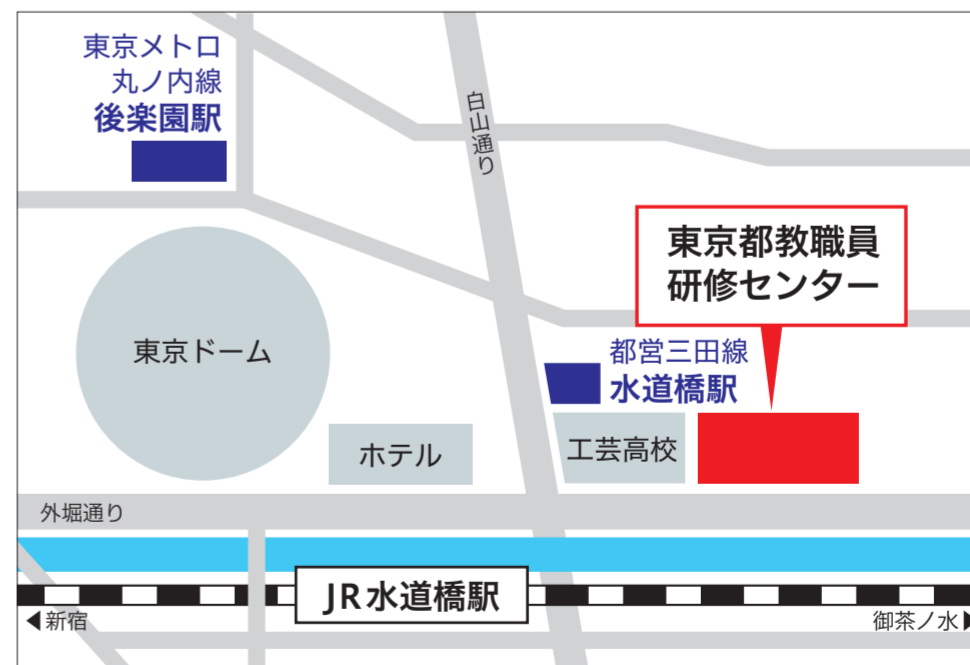 東京メトロ
丸ノ内線
後楽園駅
白山通り
東京都教職員
研修センター
東京ドーム
都営三田線
水道橋駅
ホテル
工芸高校
外堀通り
JR水道橋駅
◀新宿
御茶ノ水▶